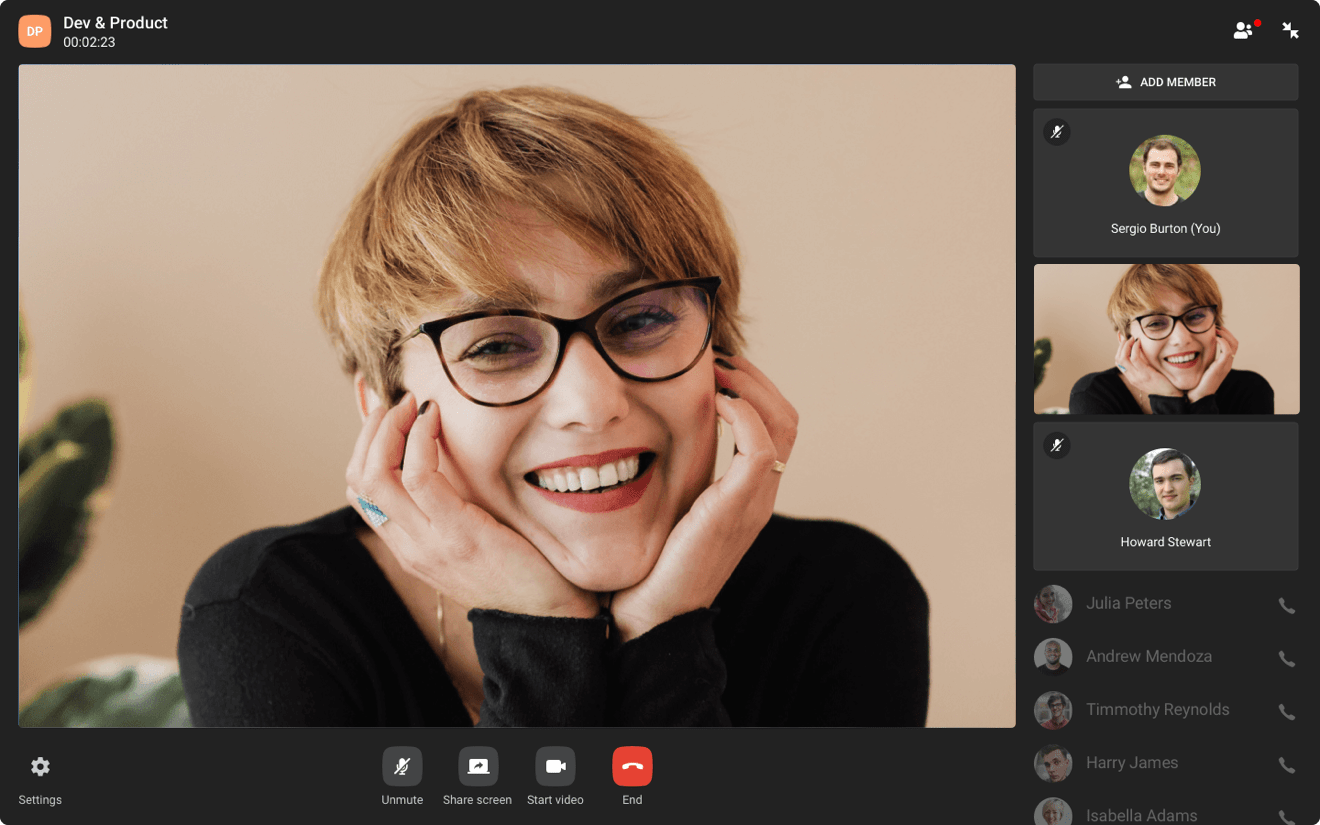 DP
Dev & Product
00:02:23
ADD MEMBER
Sergio Burton (You)
Howard Stewart
Julia Peters
Andrew Mendoza
Timmothy Reynolds
Harry James
Isabella Adams
Settings
Unmute
Share screen
Start video
End